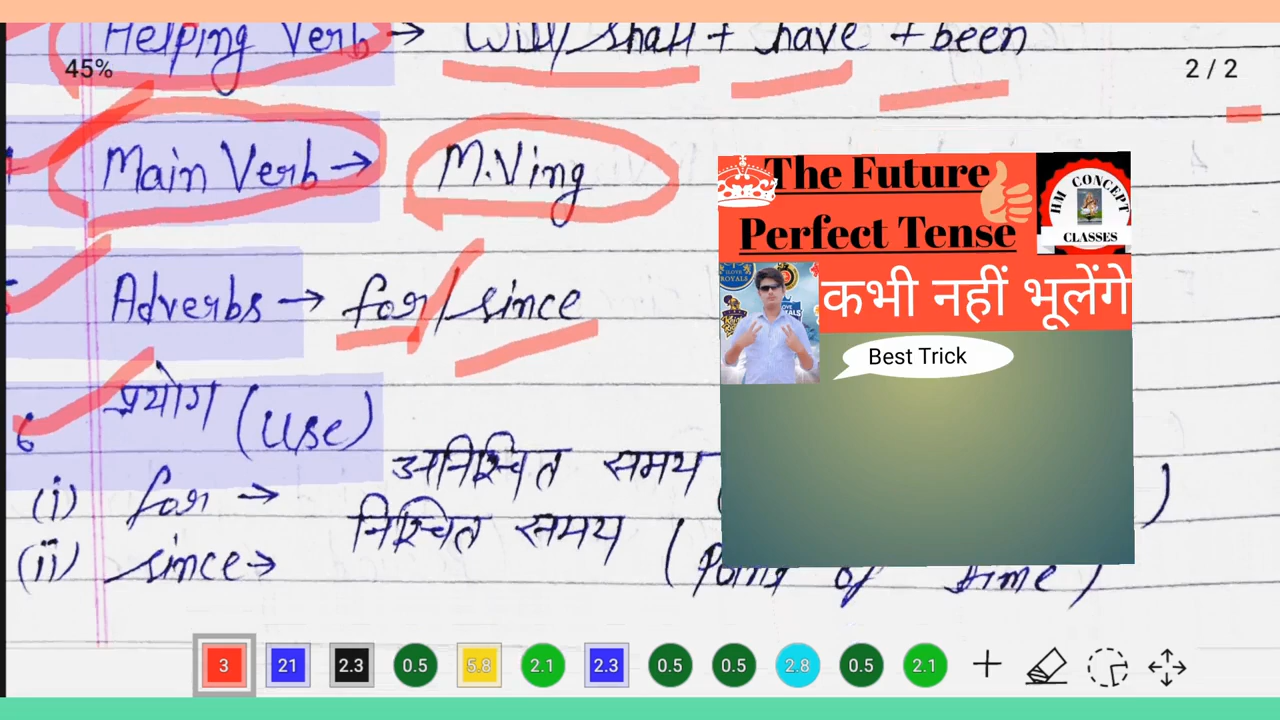 Helping Verb → Will/shall + have + been
45%
2 / 2
Main Verb → M.Ving
Adverbs → for/since
6 प्रयोग (Use)
(i) for → अनिश्चित समय ( )
(ii) since → निश्चित समय (Point of time)
The Future
Perfect Tense
HM CONCEPT
CLASSES
कभी नहीं भूलेंगे
Best Trick
3 21 2.3 0.5 5.8 2.1 2.3 0.5 0.5 2.8 0.5 2.1